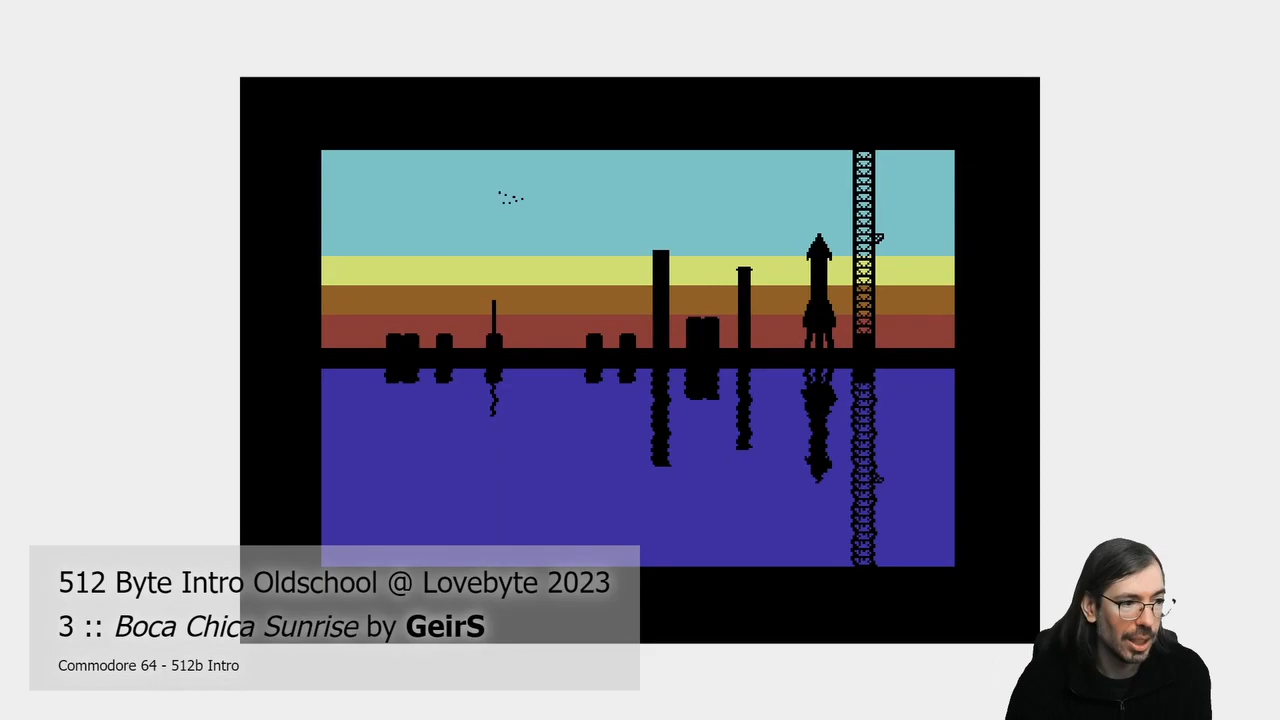 512 Byte Intro Oldschool @ Lovebyte 2023
3 :: Boca Chica Sunrise by GeirS
Commodore 64 - 512b Intro